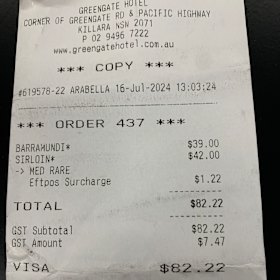 GREENGATE HOTEL
CORNER OF GREENGATE RD & PACIFIC HIGHWAY
KILLARA NSN 2071
P 02 9496 7222
www.greengatehotel.com.au
*** COPY ***
#619578-22 ARABELLA 16-Jul-2024 13:03:24
*** ORDER 437 ***
BARRAMUNDI* $39.00
SIRLOIN* $42.00
-> MED RARE
Eftpos Surcharge $1.22
TOTAL $82.22
GST Subtotal $82.22
GST Amount $7.47
VISA $82.22